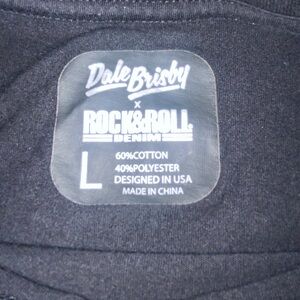 Dale Brisby
X
ROCK&ROLL
DENIM
L
60%COTTON
40%POLYESTER
DESIGNED IN USA
MADE IN CHINA